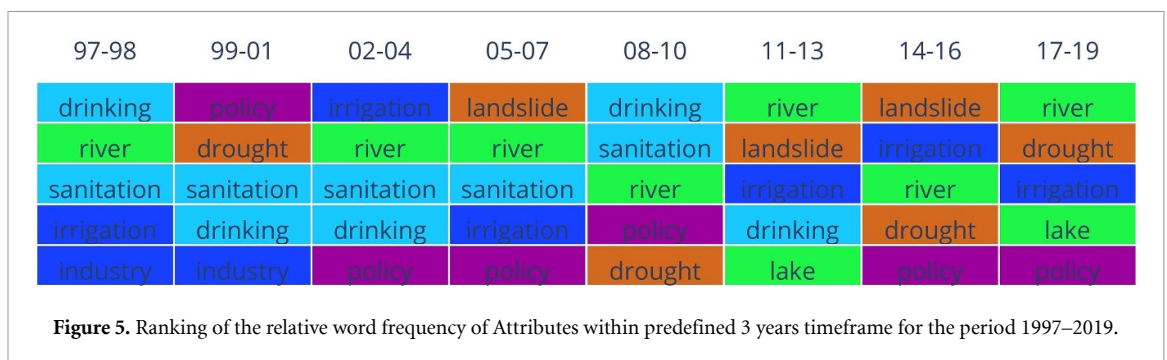 97-98 99-01 02-04 05-07 08-10 11-13 14-16 17-19
drinking policy irrigation landslide drinking river landslide river
river drought river river sanitation landslide irrigation drought
sanitation sanitation sanitation sanitation river irrigation river irrigation
irrigation drinking drinking irrigation policy drinking drought lake
industry industry policy policy drought lake policy policy
Figure 5. Ranking of the relative word frequency of Attributes within predefined 3 years timeframe for the period 1997–2019.